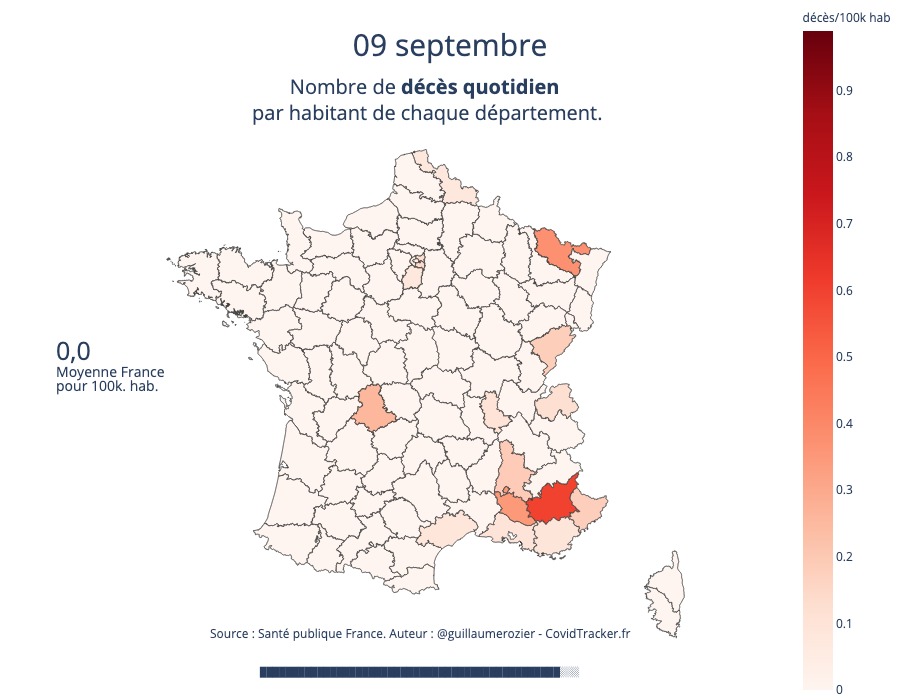 décès/100k hab
09 septembre
Nombre de décès quotidien
par habitant de chaque département.
0.9
0.8
0.7
0.6
0.5
0.4
0.3
0.2
0.1
0
0,0
Moyenne France
pour 100k. hab.
Source : Santé publique France. Auteur : @guillaumerozier - CovidTracker.fr